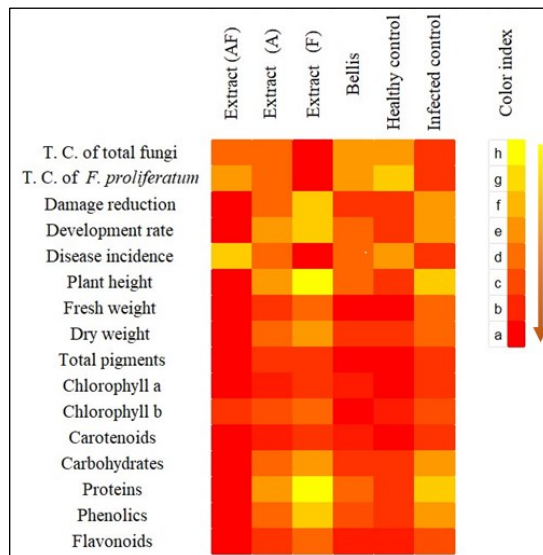 Extract (AF)
Extract (A)
Extract (F)
Bellis
Healthy control
Infected control
Color index
T. C. of total fungi
T. C. of F. proliferatum
Damage reduction
Development rate
Disease incidence
Plant height
Fresh weight
Dry weight
Total pigments
Chlorophyll a
Chlorophyll b
Carotenoids
Carbohydrates
Proteins
Phenolics
Flavonoids
h
g
f
e
d
c
b
a